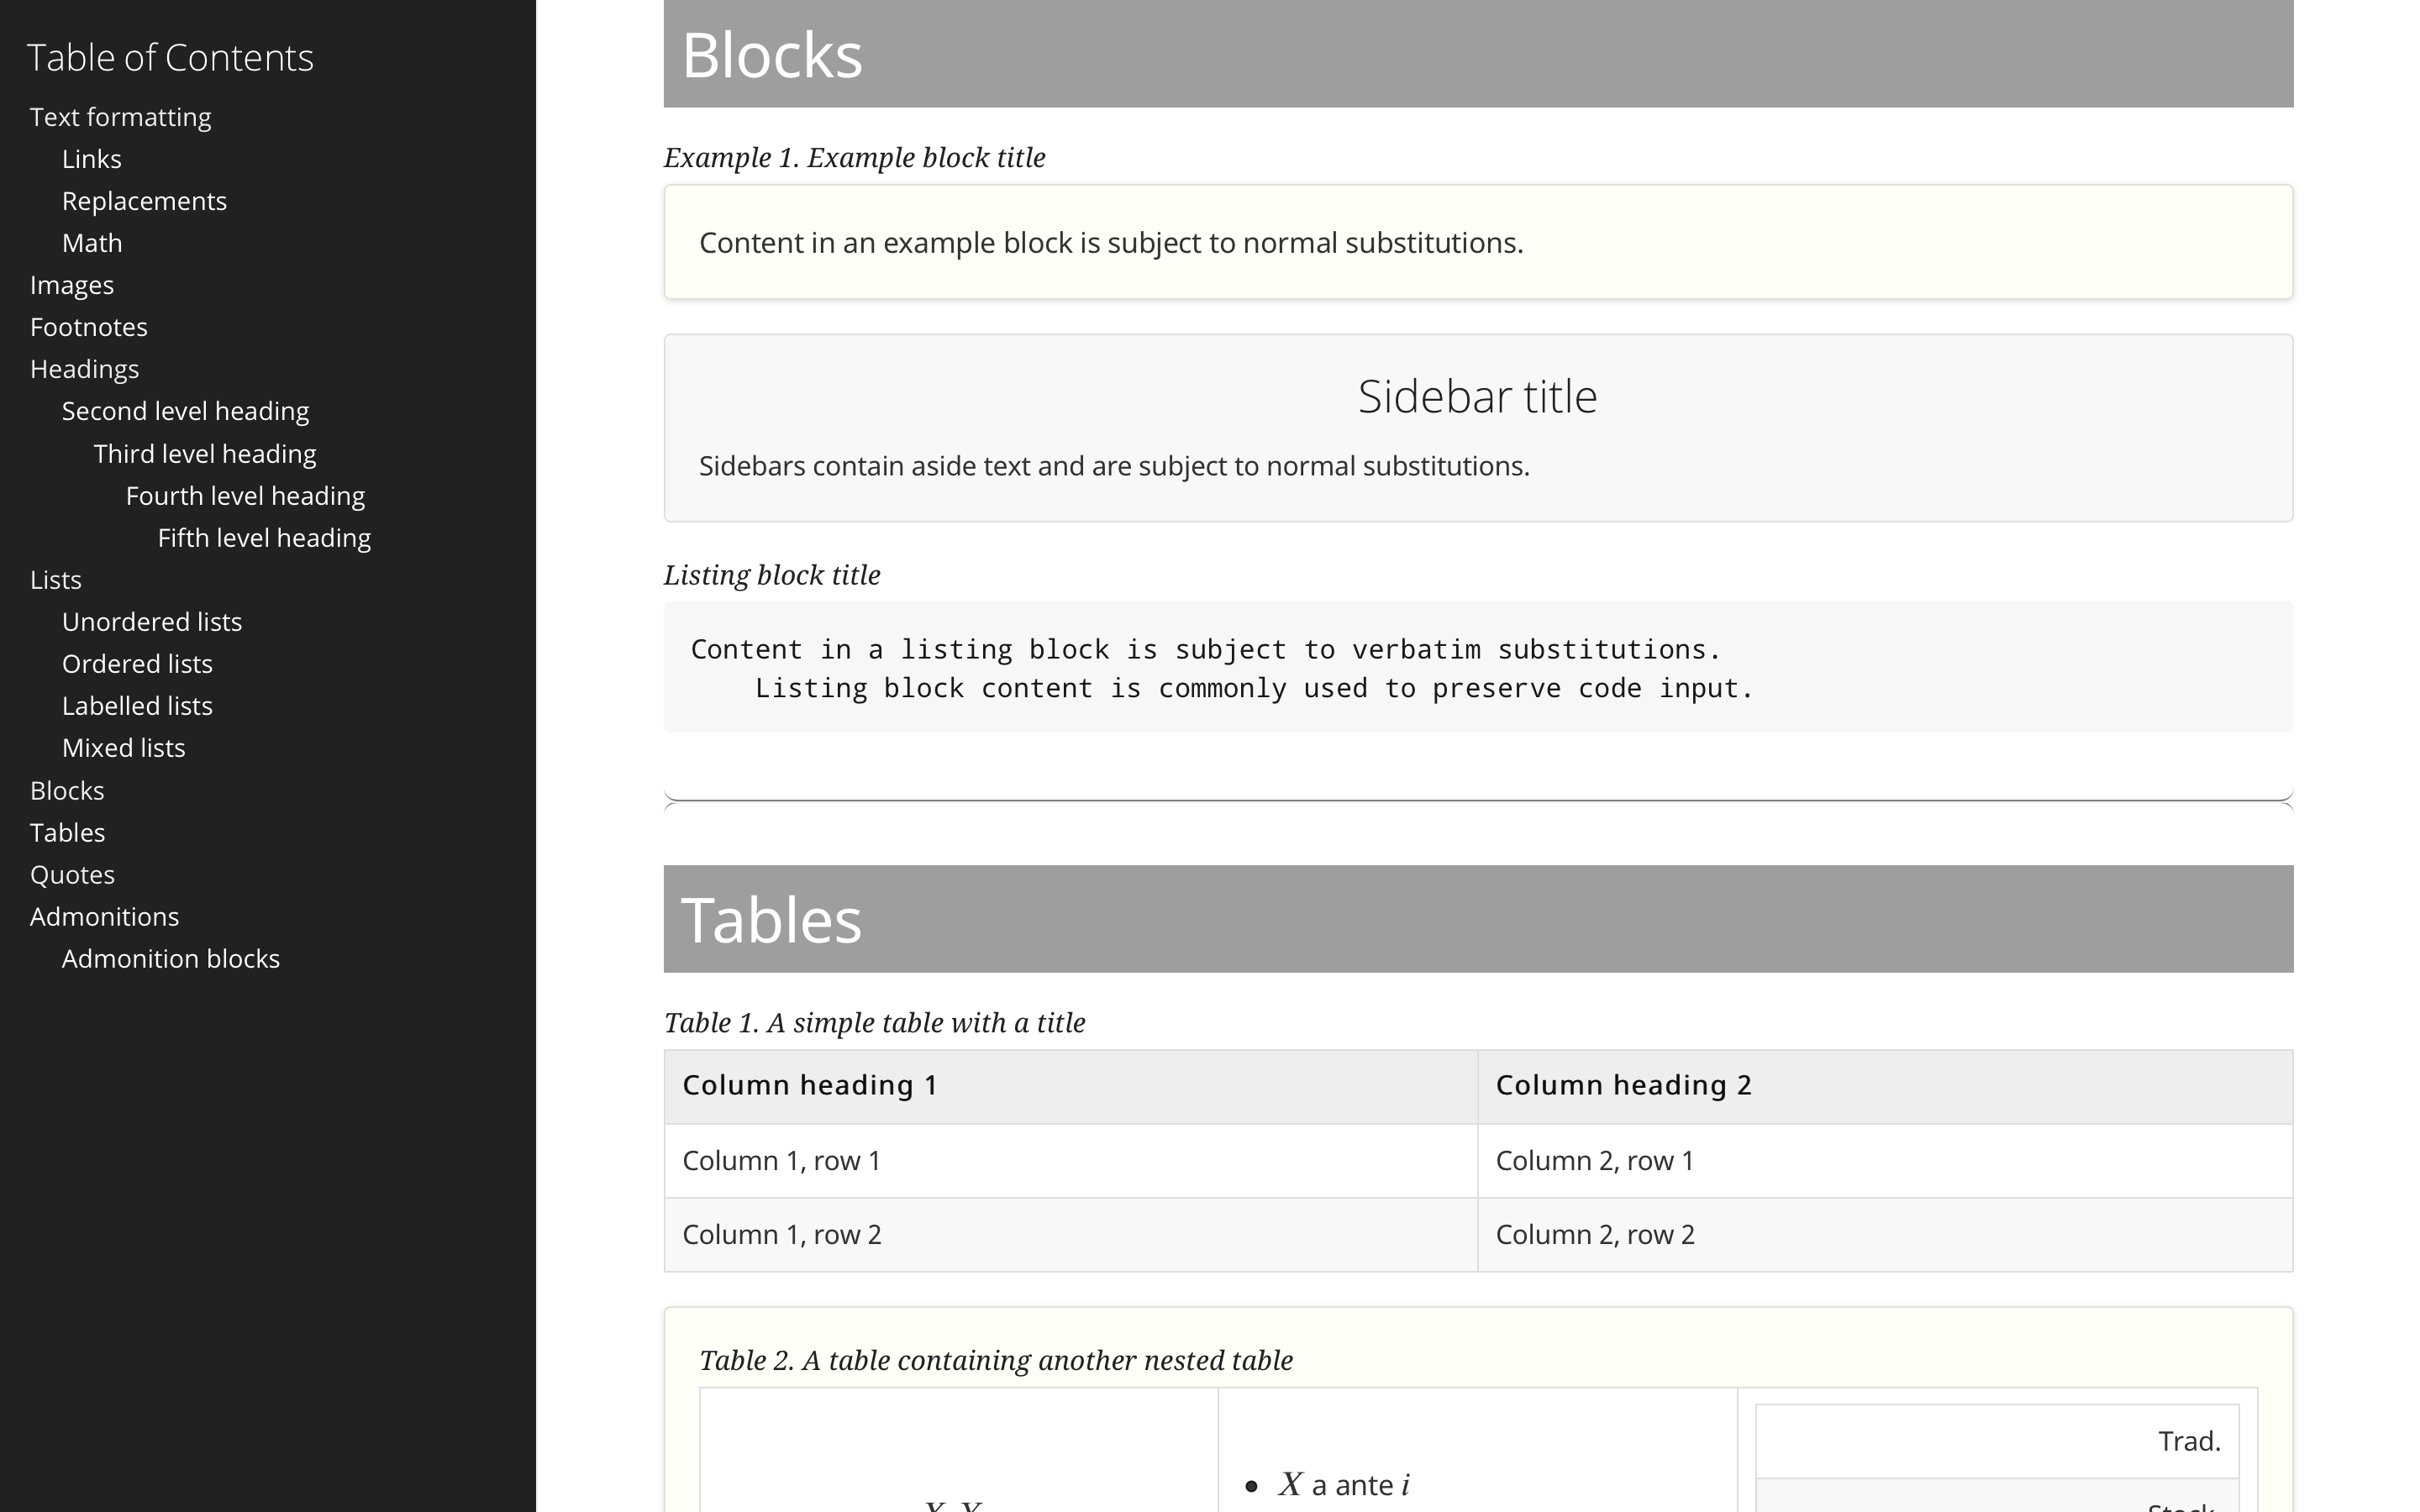 Table of Contents
Text formatting
Links
Replacements
Math
Images
Footnotes
Headings
Second level heading
Third level heading
Fourth level heading
Fifth level heading
Lists
Unordered lists
Ordered lists
Labelled lists
Mixed lists
Blocks
Tables
Quotes
Admonitions
Admonition blocks
Blocks
Example 1. Example block title
Content in an example block is subject to normal substitutions.
Sidebar title
Sidebars contain aside text and are subject to normal substitutions.
Listing block title
Content in a listing block is subject to verbatim substitutions.
    Listing block content is commonly used to preserve code input.
Tables
Table 1. A simple table with a title
Column heading 1 Column heading 2
Column 1, row 1 Column 2, row 1
Column 1, row 2 Column 2, row 2
Table 2. A table containing another nested table
Trad.
• X a ante i